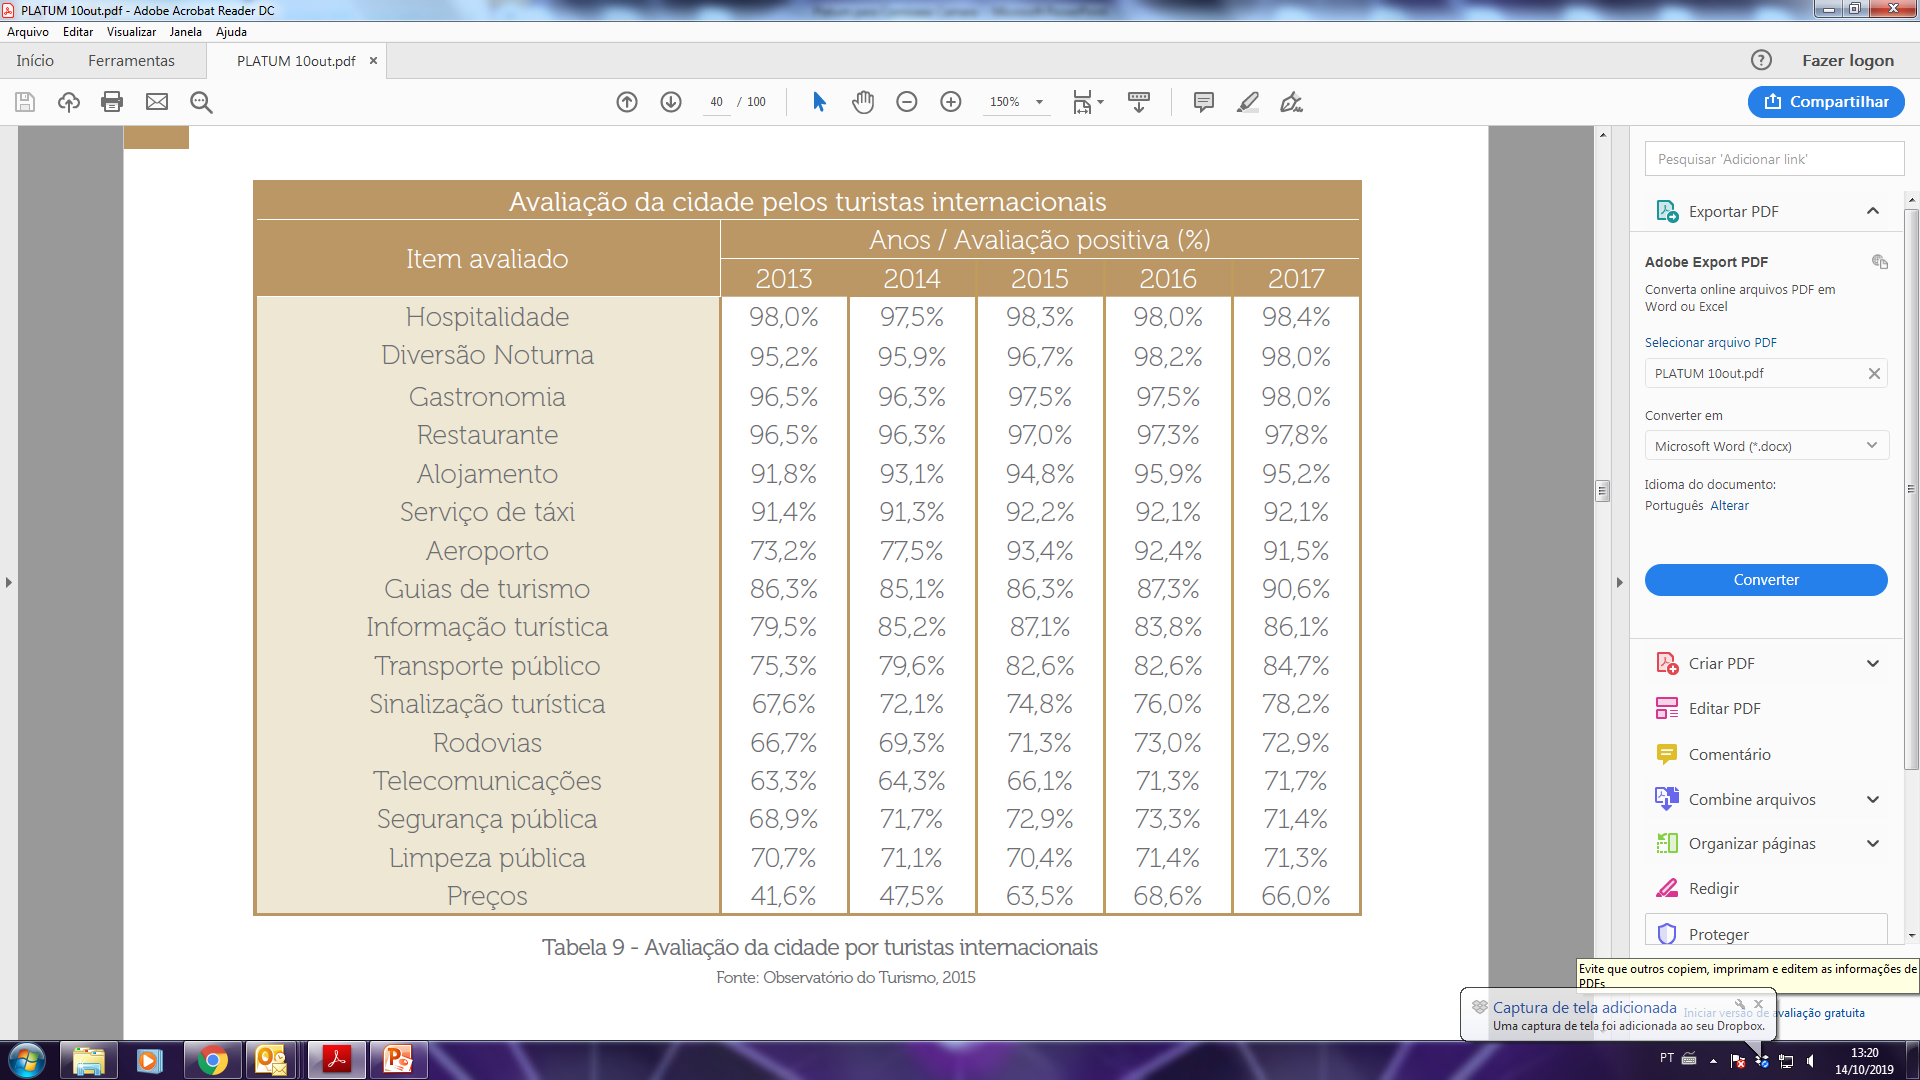 PLATUM 10out.pdf - Adobe Acrobat Reader DC
Arquivo Editar Visualizar Janela Ajuda
Início Ferramentas PLATUM 10out.pdf × Fazer logon
40 / 100 150% Compartilhar
Avaliação da cidade pelos turistas internacionais
Item avaliado Anos / Avaliação positiva (%)
2013 2014 2015 2016 2017
Hospitalidade 98,0% 97,5% 98,3% 98,0% 98,4%
Diversão Noturna 95,2% 95,9% 96,7% 98,2% 98,0%
Gastronomia 96,5% 96,3% 97,5% 97,5% 98,0%
Restaurante 96,5% 96,3% 97,0% 97,3% 97,8%
Alojamento 91,8% 93,1% 94,8% 95,9% 95,2%
Serviço de táxi 91,4% 91,3% 92,2% 92,1% 92,1%
Aeroporto 73,2% 77,5% 93,4% 92,4% 91,5%
Guias de turismo 86,3% 85,1% 86,3% 87,3% 90,6%
Informação turística 79,5% 85,2% 87,1% 83,8% 86,1%
Transporte público 75,3% 79,6% 82,6% 82,6% 84,7%
Sinalização turística 67,6% 72,1% 74,8% 76,0% 78,2%
Rodovias 66,7% 69,3% 71,3% 73,0% 72,9%
Telecomunicações 63,3% 64,3% 66,1% 71,3% 71,7%
Segurança pública 68,9% 71,7% 72,9% 73,3% 71,4%
Limpeza pública 70,7% 71,1% 70,4% 71,4% 71,3%
Preços 41,6% 47,5% 63,5% 68,6% 66,0%
Tabela 9 - Avaliação da cidade por turistas internacionais
Fonte: Observatório do Turismo, 2015
Pesquisar 'Adicionar link'
Exportar PDF
Adobe Export PDF
Converta online arquivos PDF em
Word ou Excel
Selecionar arquivo PDF
PLATUM 10out.pdf
Converter em
Microsoft Word (*.docx)
Idioma do documento:
Português Alterar
Converter
Criar PDF
Editar PDF
Comentário
Combine arquivos
Organizar páginas
Redigir
Proteger
Evite que outros copiem, imprimam e editem as informações de
PDFs
Captura de tela adicionada
Uma captura de tela foi adicionada ao seu Dropbox.
Iniciar versão de avaliação gratuita
PT
13:20
14/10/2019